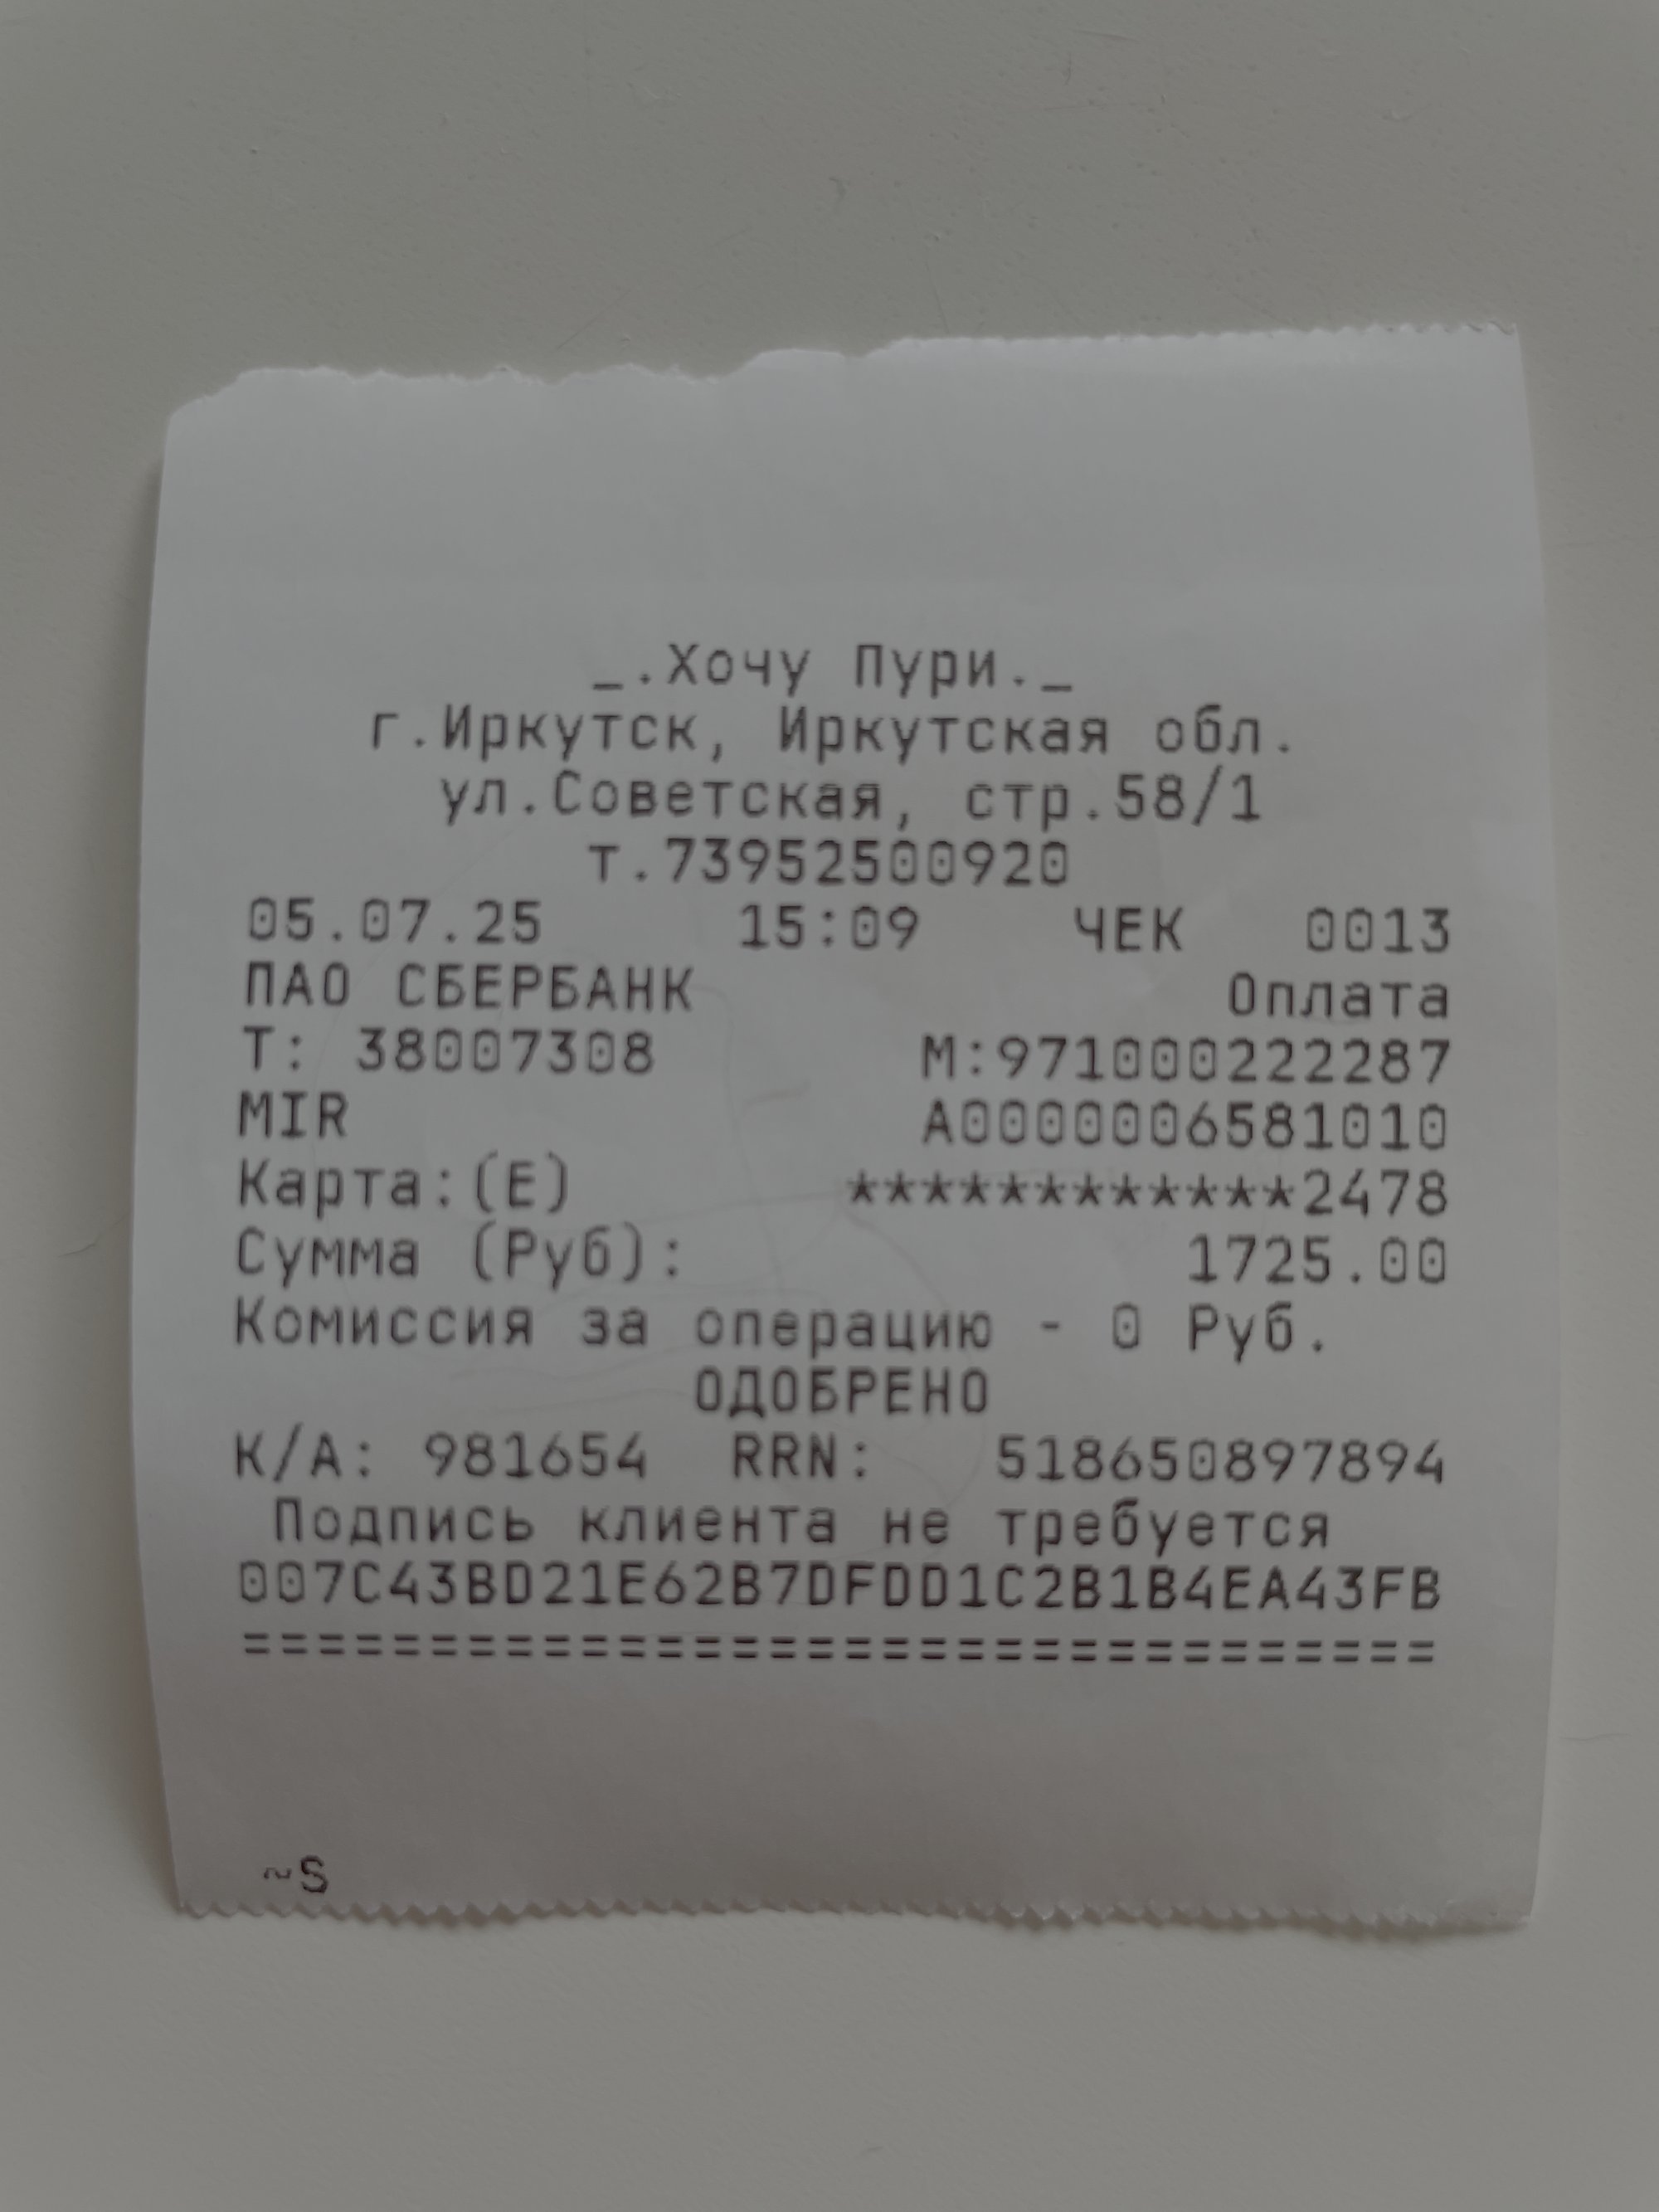 _.Хочу Пури._
г.Иркутск, Иркутская обл.
ул.Советская, стр.58/1
т.73952500920
05.07.25 15:09 ЧЕК 0013
ПАО СБЕРБАНК Оплата
Т: 38007308 М:971000222287
MIR A0000006581010
Карта:(E) ************2478
Сумма (Руб): 1725.00
Комиссия за операцию - 0 Руб.
ОДОБРЕНО
К/А: 981654 RRN: 518650897894
Подпись клиента не требуется
007C43BD21E62B7DFDD1C2B1B4EA43FB
================================
~S